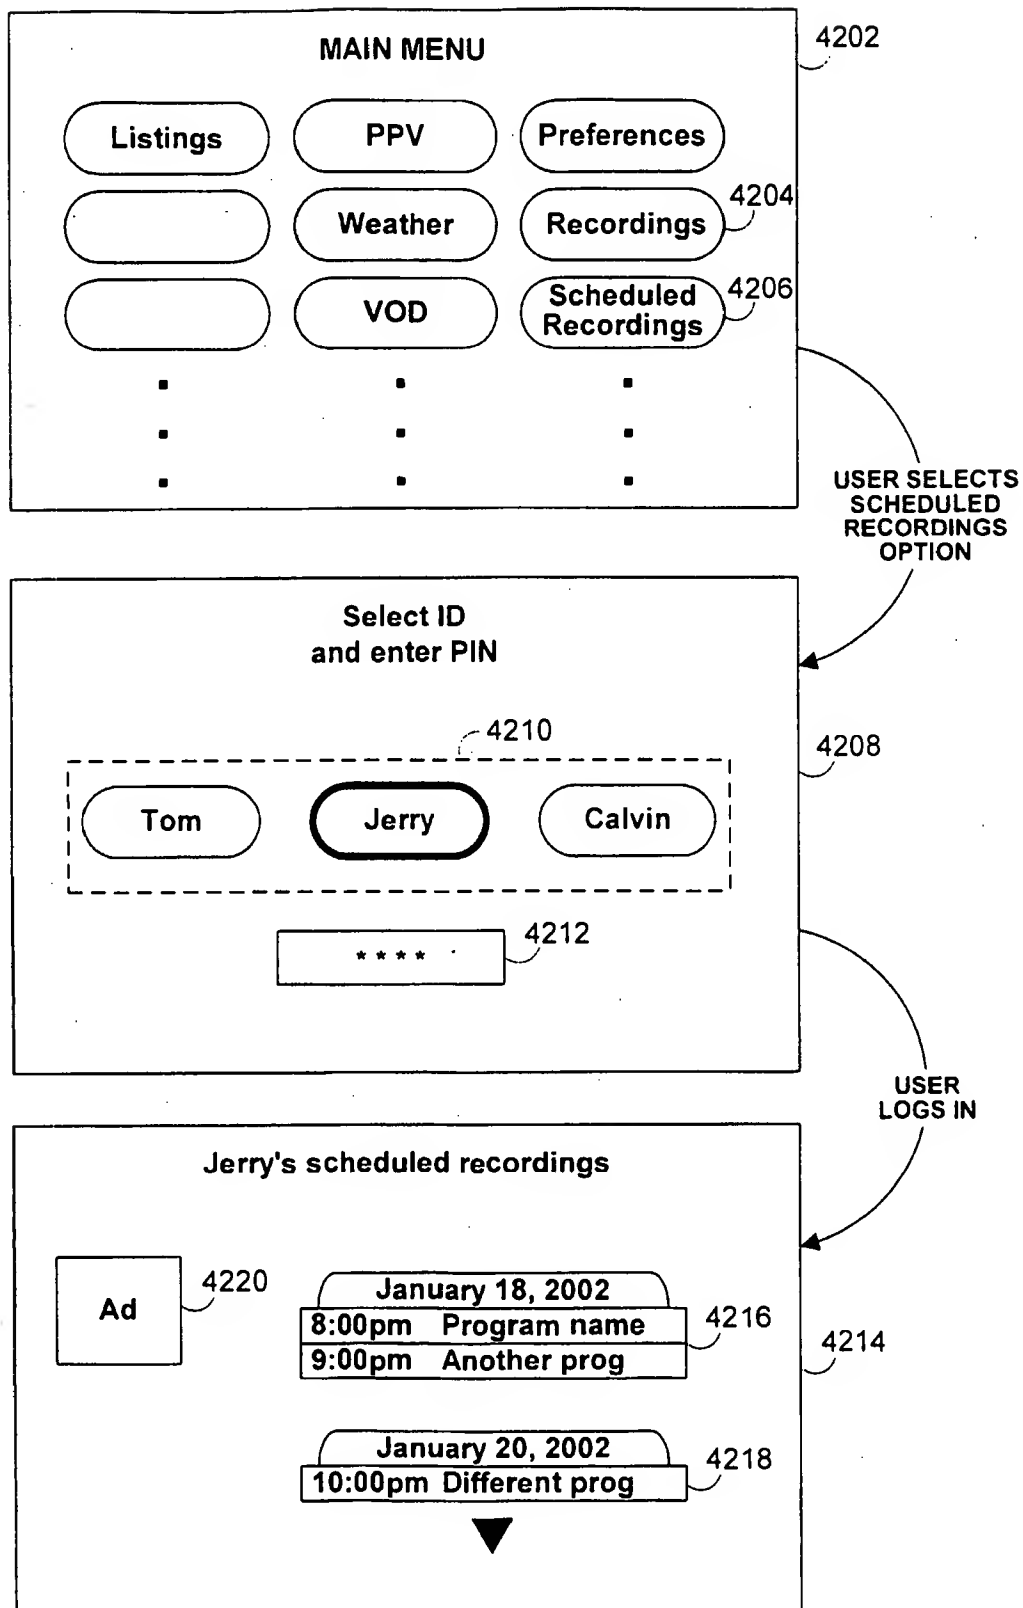 MAIN MENU
4202
Listings
PPV
Preferences
Weather
Recordings
4204
VOD
Scheduled
Recordings
4206
USER SELECTS
SCHEDULED
RECORDINGS
OPTION
Select ID
and enter PIN
4210
4208
Tom
Jerry
Calvin
****
4212
USER
LOGS IN
Jerry's scheduled recordings
Ad
4220
January 18, 2002
8:00pm Program name
9:00pm Another prog
4216
4214
January 20, 2002
10:00pm Different prog
4218